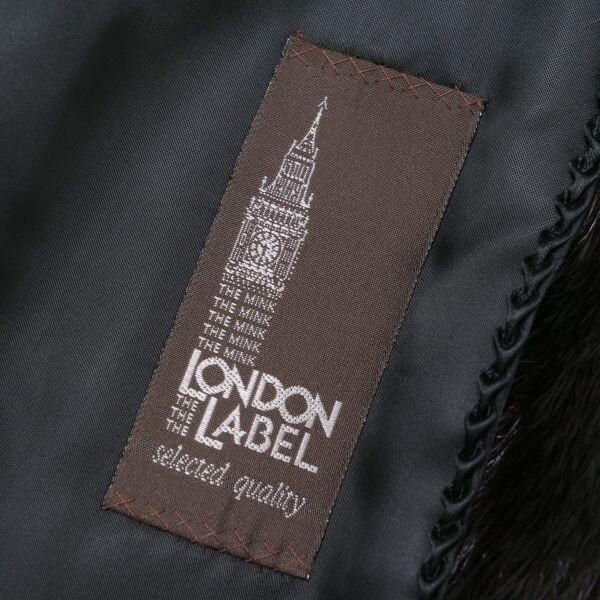 THE MINK
THE MINK
THE MINK
THE MINK
THE MINK
LONDON
THE
THE
THE LABEL
selected quality